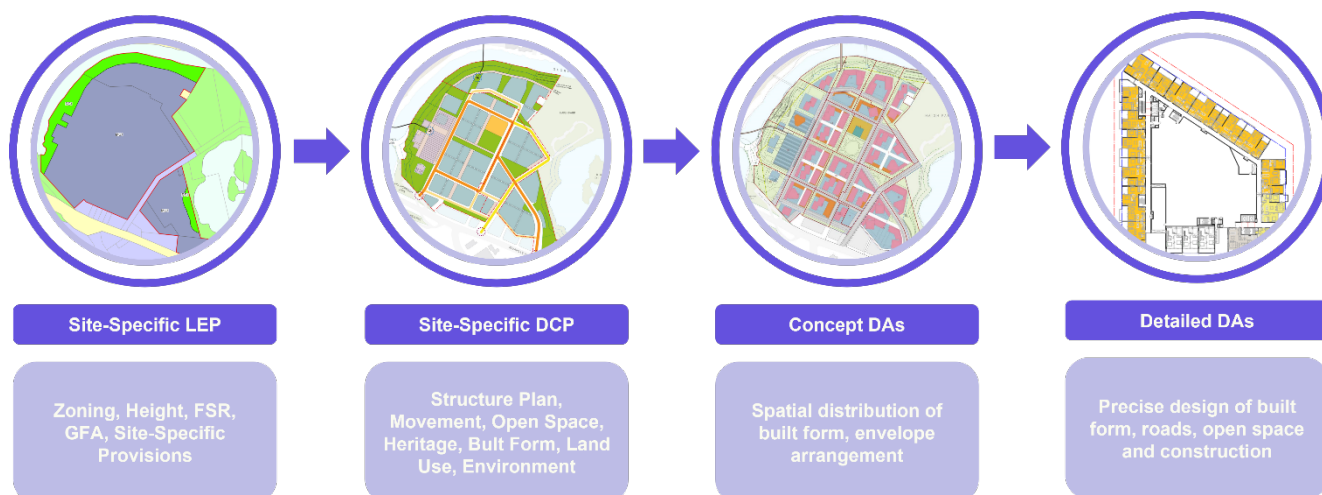 Site-Specific LEP
Site-Specific DCP
Concept DAs
Detailed DAs
Zoning, Height, FSR,
GFA, Site-Specific
Provisions
Structure Plan,
Movement, Open Space,
Heritage, Bult Form, Land
Use, Environment
Spatial distribution of
built form, envelope
arrangement
Precise design of built
form, roads, open space
and construction